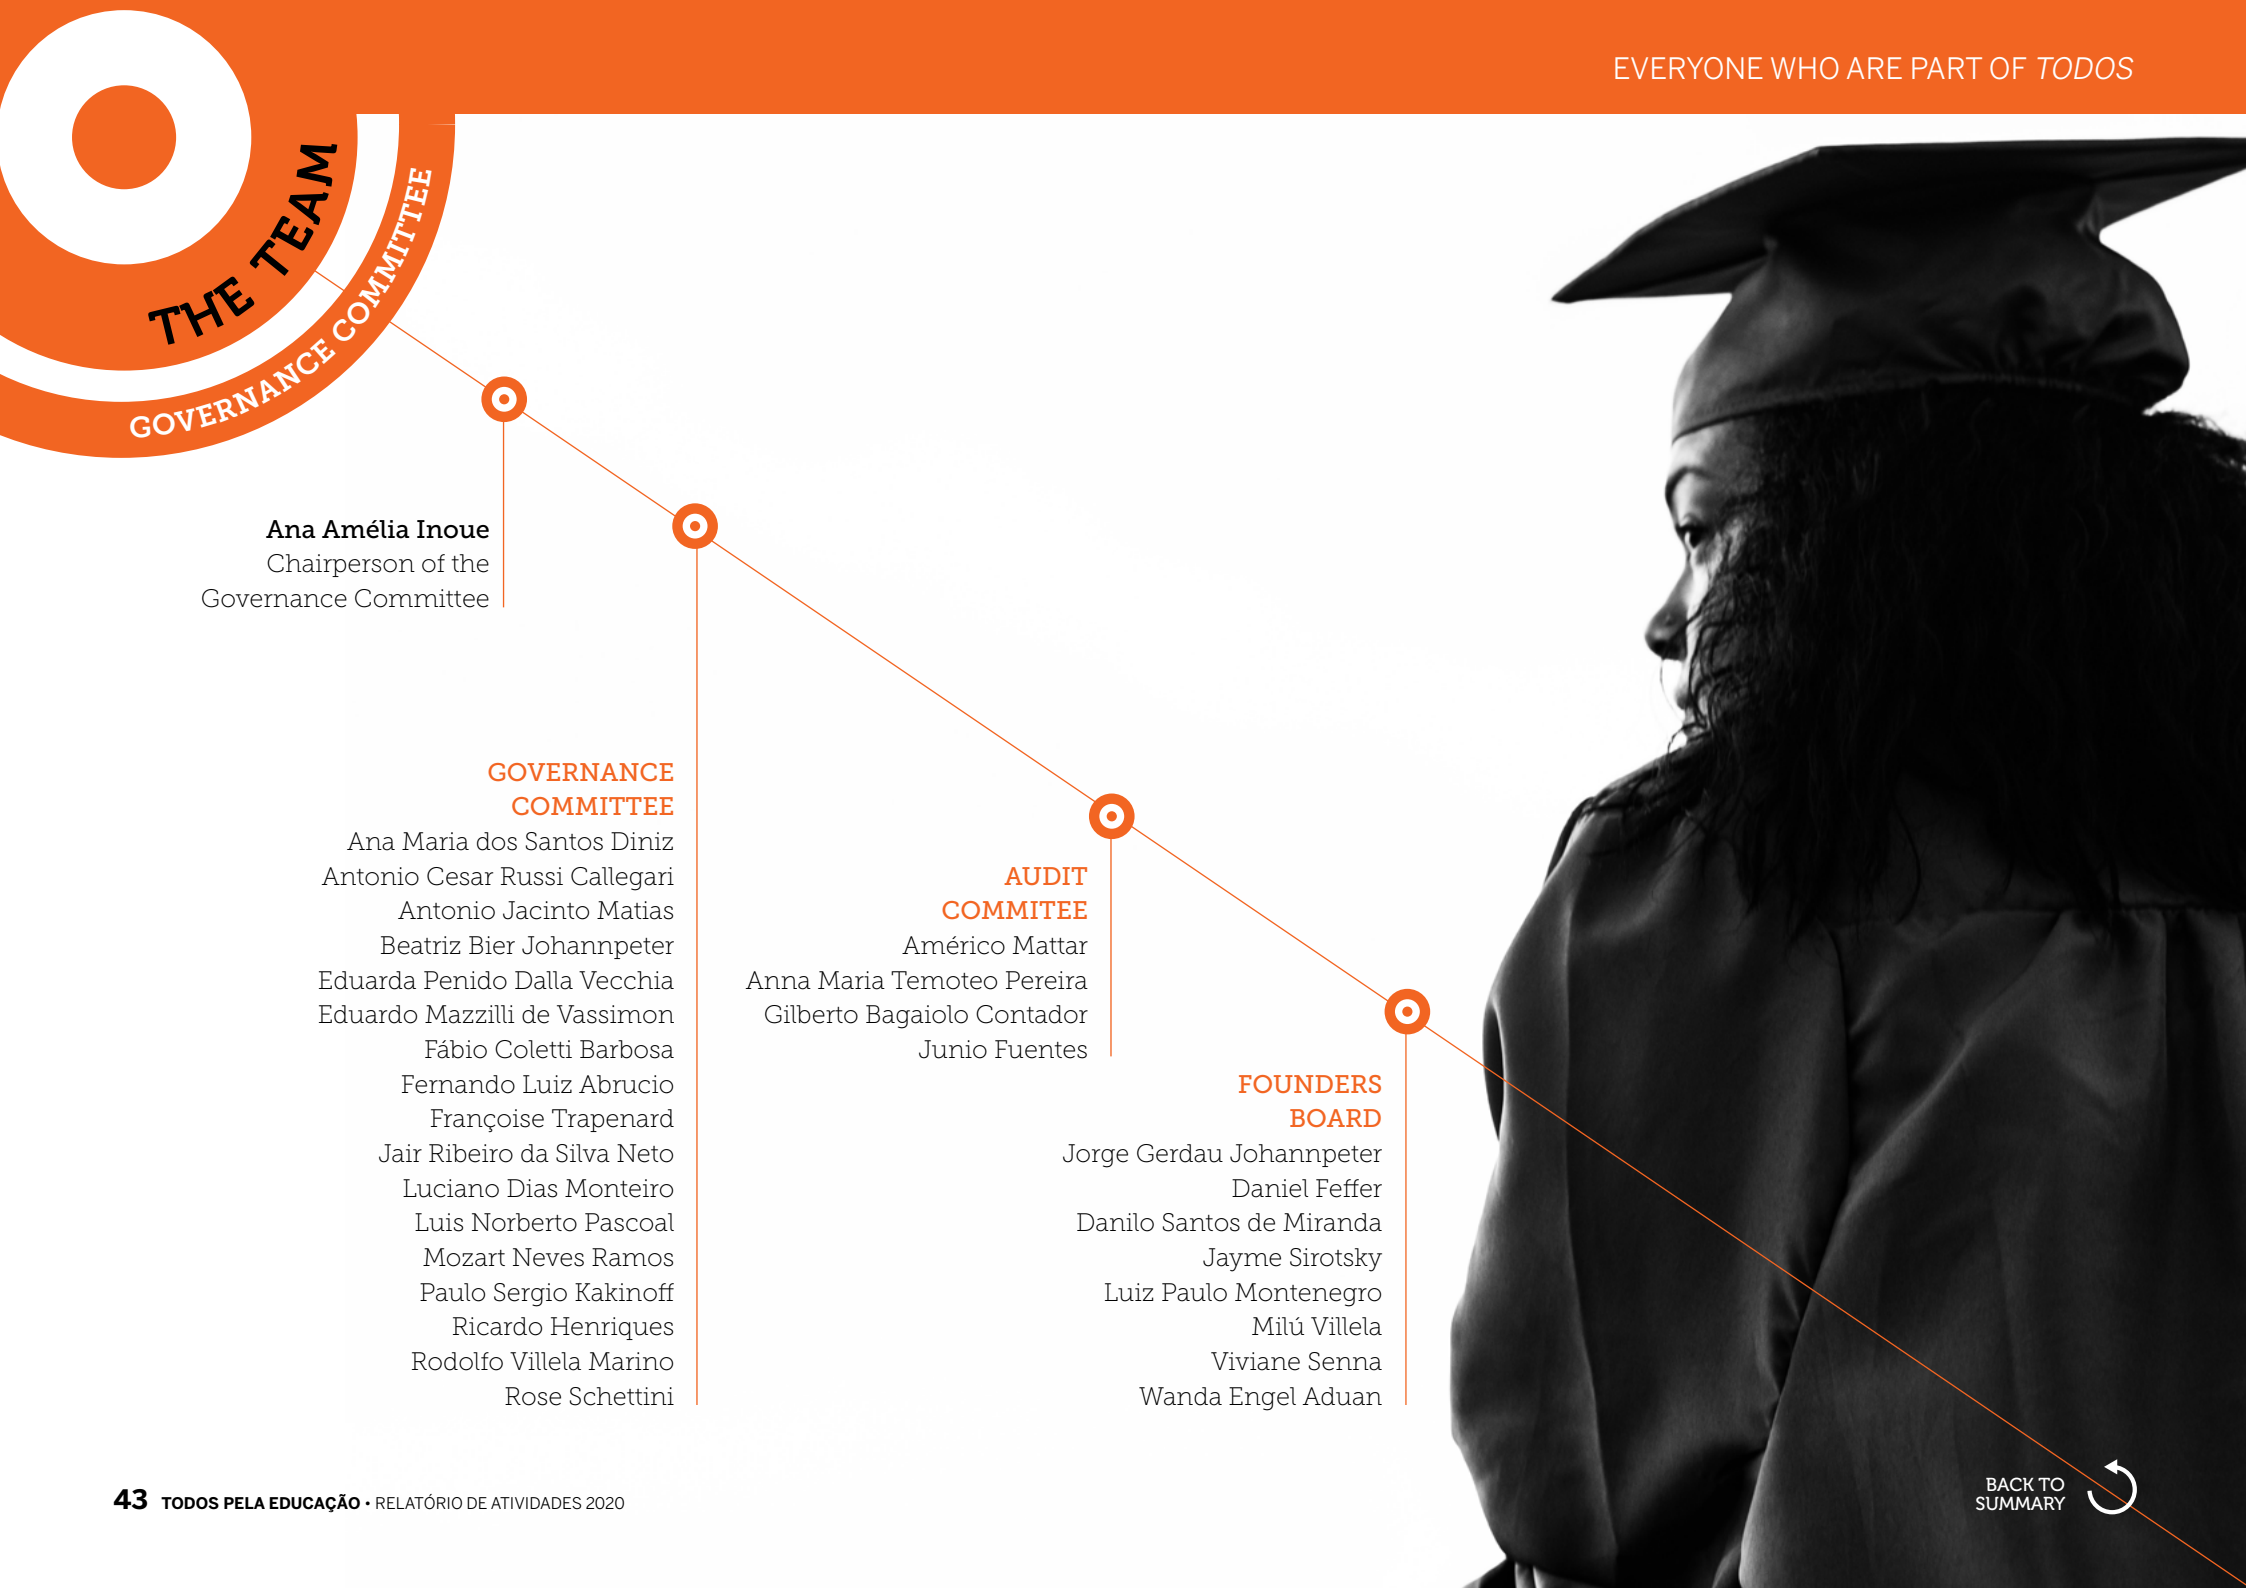 EVERYONE WHO ARE PART OF TODOS
THE TEAM
GOVERNANCE COMMITTEE
Ana Amélia Inoue
Chairperson of the
Governance Committee
GOVERNANCE
COMMITTEE
Ana Maria dos Santos Diniz
Antonio Cesar Russi Callegari
Antonio Jacinto Matias
Beatriz Bier Johannpeter
Eduarda Penido Dalla Vecchia
Eduardo Mazzilli de Vassimon
Fábio Coletti Barbosa
Fernando Luiz Abrucio
Françoise Trapenard
Jair Ribeiro da Silva Neto
Luciano Dias Monteiro
Luis Norberto Pascoal
Mozart Neves Ramos
Paulo Sergio Kakinoff
Ricardo Henriques
Rodolfo Villela Marino
Rose Schettini
AUDIT
COMMITEE
Américo Mattar
Anna Maria Temoteo Pereira
Gilberto Bagaiolo Contador
Junio Fuentes
FOUNDERS
BOARD
Jorge Gerdau Johannpeter
Daniel Feffer
Danilo Santos de Miranda
Jayme Sirotsky
Luiz Paulo Montenegro
Milú Villela
Viviane Senna
Wanda Engel Aduan
43 TODOS PELA EDUCAÇÃO • RELATÓRIO DE ATIVIDADES 2020
BACK TO
SUMMARY